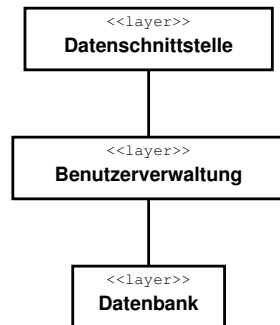 <<layer>>
Datenschnittstelle
<<layer>>
Benutzerverwaltung
<<layer>>
Datenbank